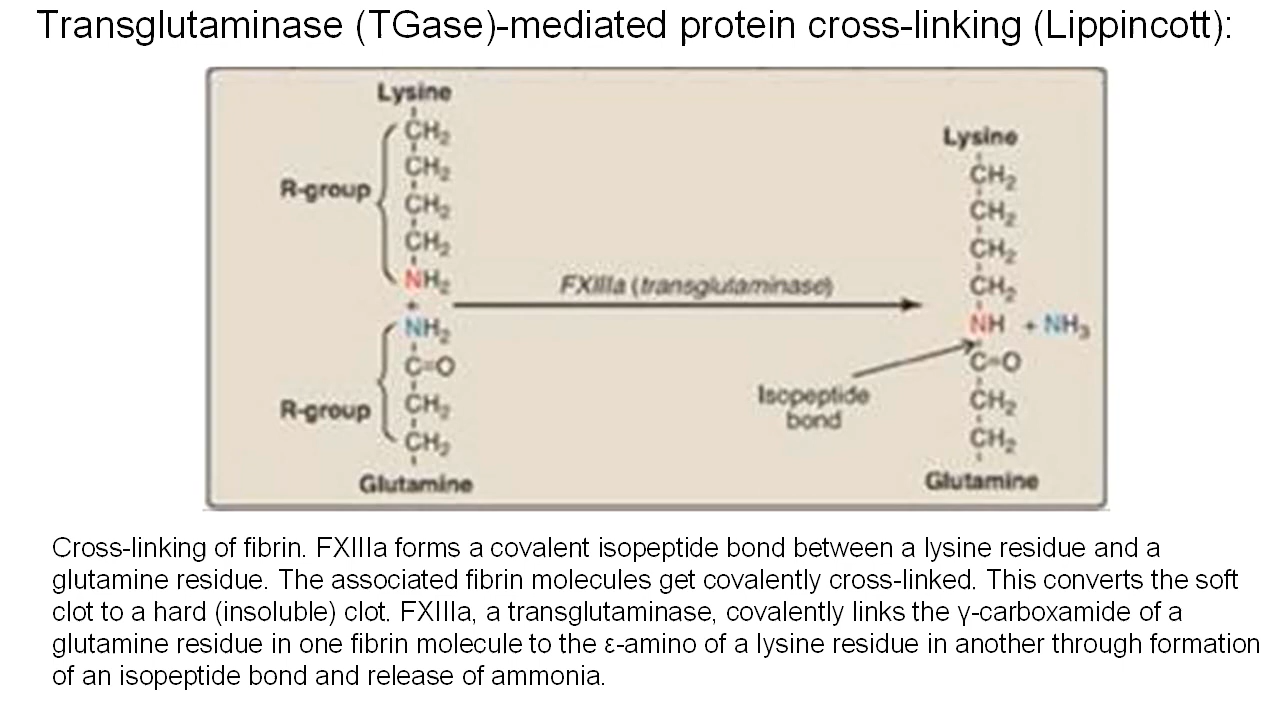 Transglutaminase (TGase)-mediated protein cross-linking (Lippincott):
Lysine
CH₂
CH₂
R-group
CH₂
CH₂
NH₂
+
NH₂
C=O
R-group
CH₂
CH₂
Glutamine
FXIIIa (transglutaminase)
Isopeptide
bond
Lysine
CH₂
CH₂
CH₂
CH₂
NH + NH₃
C=O
CH₂
CH₂
Glutamine
Cross-linking of fibrin. FXIIIa forms a covalent isopeptide bond between a lysine residue and a
glutamine residue. The associated fibrin molecules get covalently cross-linked. This converts the soft
clot to a hard (insoluble) clot. FXIIIa, a transglutaminase, covalently links the γ-carboxamide of a
glutamine residue in one fibrin molecule to the ε-amino of a lysine residue in another through formation
of an isopeptide bond and release of ammonia.